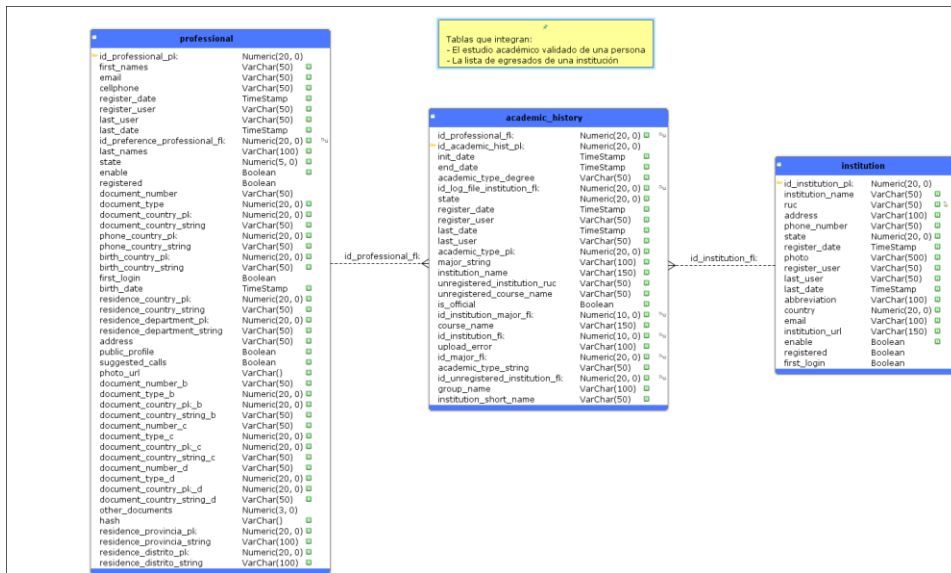 Tablas que integran:
- El estudio académico validado de una persona
- La lista de egresados de una institución
professional
id_professional_pk Numeric(20, 0)
first_names VarChar(50)
email VarChar(50)
cellphone VarChar(50)
register_date TimeStamp
register_user VarChar(50)
last_user VarChar(50)
last_date TimeStamp
id_preference_professional_fk Numeric(20, 0)
last_names VarChar(100)
state Numeric(5, 0)
enable Boolean
registered Boolean
document_number VarChar(50)
document_type Numeric(20, 0)
document_country_pk Numeric(20, 0)
document_country_string VarChar(50)
phone_country_pk Numeric(20, 0)
phone_country_string VarChar(50)
birth_country_pk Numeric(20, 0)
birth_country_string VarChar(50)
first_login Boolean
birth_date TimeStamp
residence_country_pk Numeric(20, 0)
residence_country_string VarChar(50)
residence_department_pk Numeric(20, 0)
residence_department_string VarChar(50)
address VarChar(50)
public_profile Boolean
suggested_calls Boolean
photo_url VarChar()
document_number_b VarChar(50)
document_type_b Numeric(20, 0)
document_country_pk_b Numeric(20, 0)
document_country_string_b VarChar(50)
document_number_c VarChar(50)
document_type_c Numeric(20, 0)
document_country_pk_c Numeric(20, 0)
document_country_string_c VarChar(50)
document_number_d VarChar(50)
document_type_d Numeric(20, 0)
document_country_pk_d Numeric(20, 0)
document_country_string_d VarChar(50)
other_documents Numeric(3, 0)
hash VarChar()
residence_provincia_pk Numeric(20, 0)
residence_provincia_string VarChar(100)
residence_distrito_pk Numeric(20, 0)
residence_distrito_string VarChar(100)
id_professional_fk
academic_history
id_professional_fk Numeric(20, 0)
id_academic_hist_pk Numeric(20, 0)
init_date TimeStamp
end_date TimeStamp
academic_type_degree VarChar(50)
id_log_file_institution_fk Numeric(20, 0)
state Numeric(20, 0)
register_date TimeStamp
register_user VarChar(50)
last_date TimeStamp
last_user VarChar(50)
academic_type_pk Numeric(20, 0)
major_string VarChar(100)
institution_name VarChar(150)
unregistered_institution_ruc VarChar(50)
unregistered_course_name VarChar(50)
is_official Boolean
id_institution_major_fk Numeric(10, 0)
course_name VarChar(150)
id_institution_fk Numeric(10, 0)
upload_error VarChar(100)
id_major_fk Numeric(20, 0)
academic_type_string VarChar(50)
id_unregistered_institution_fk Numeric(20, 0)
group_name VarChar(100)
institution_short_name VarChar(50)
id_institution_fk
institution
id_institution_pk Numeric(20, 0)
institution_name VarChar(50)
ruc VarChar(50)
address VarChar(100)
phone_number VarChar(50)
state Numeric(20, 0)
register_date TimeStamp
photo VarChar(500)
register_user VarChar(50)
last_user VarChar(50)
last_date TimeStamp
abbreviation VarChar(100)
country Numeric(20, 0)
email VarChar(100)
institution_url VarChar(150)
enable Boolean
registered Boolean
first_login Boolean